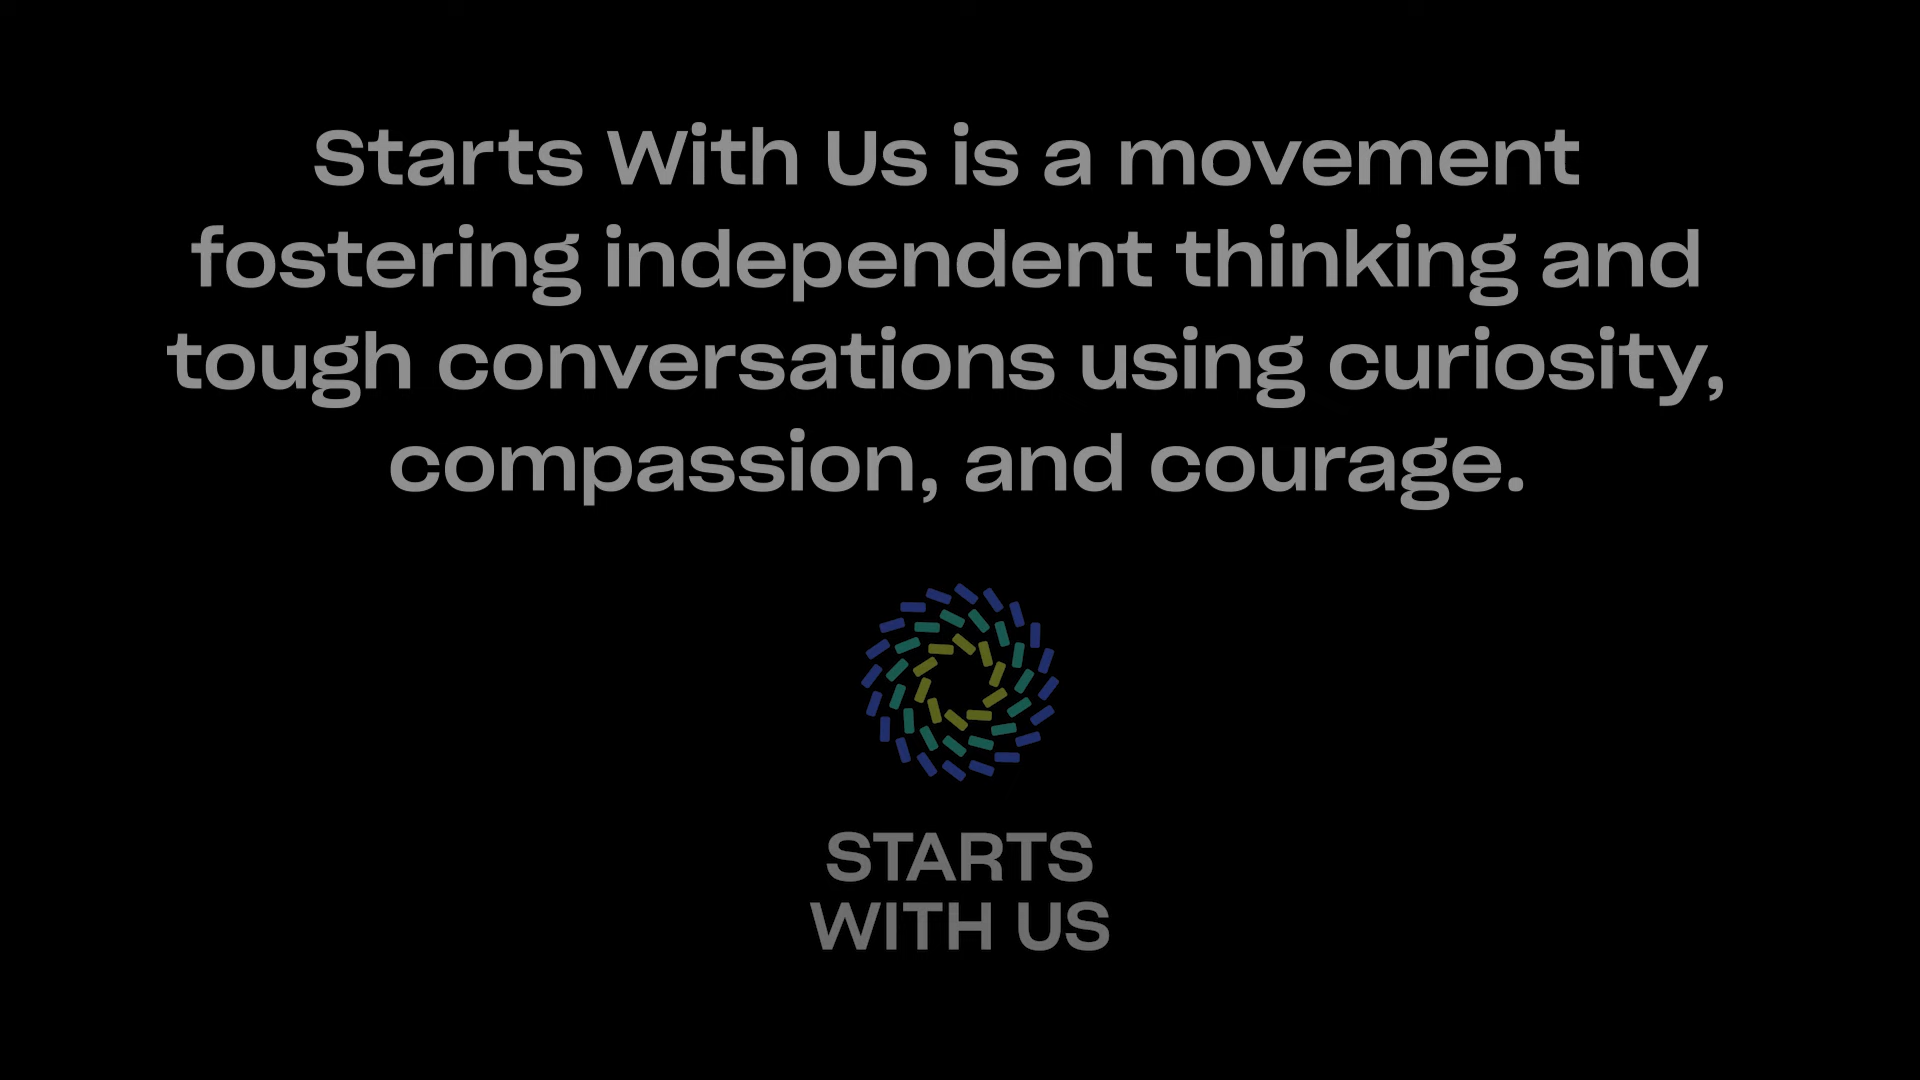 Starts With Us is a movement
fostering independent thinking and
tough conversations using curiosity,
compassion, and courage.
STARTS
WITH US